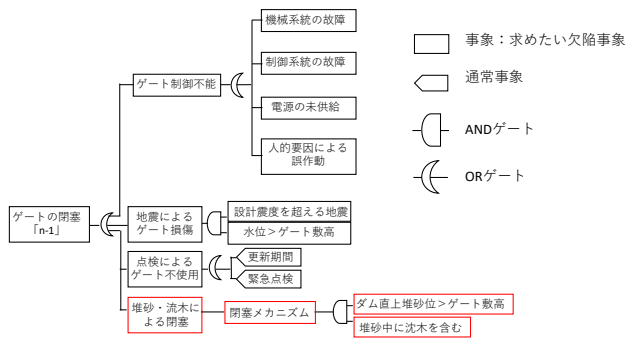 機械系統の故障
制御系統の故障
ゲート制御不能
電源の未供給
人的要因による
誤作動
ゲートの閉塞
「n-1」
地震による
ゲート損傷
設計震度を超える地震
水位＞ゲート敷高
点検による
ゲート不使用
更新期間
緊急点検
堆砂・流木
による閉塞
閉塞メカニズム
ダム直上堆砂位＞ゲート敷高
堆砂中に沈木を含む
事象：求めたい欠陥事象
通常事象
ANDゲート
ORゲート